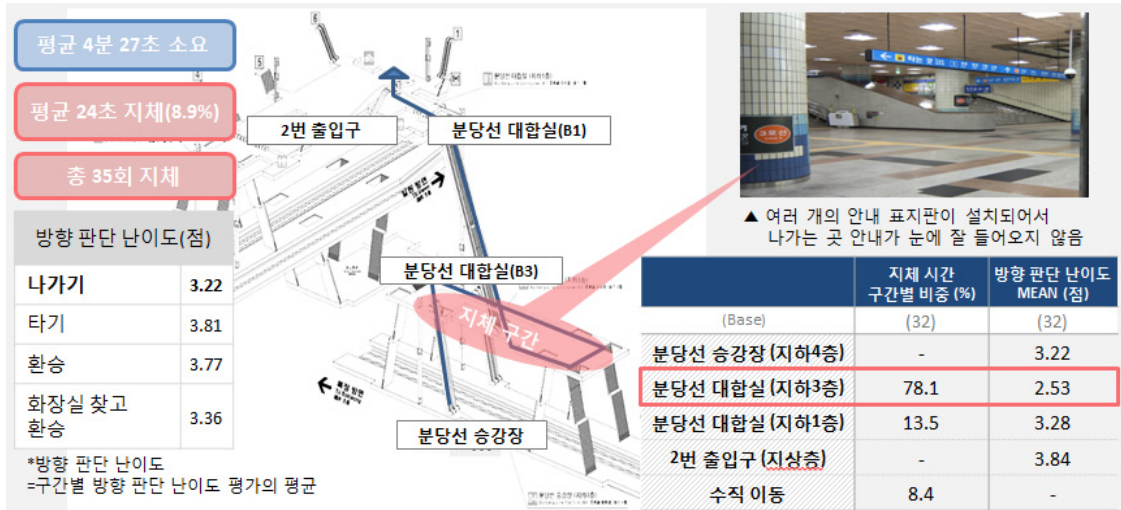 평균 4분 27초 소요
평균 24초 지체(8.9%)
총 35회 지체
방향 판단 난이도(점)
나가기 3.22
타기 3.81
환승 3.77
화장실 찾고
환승 3.36
*방향 판단 난이도
=구간별 방향 판단 난이도 평가의 평균
6
5
1
2번 출입구
분당선 대합실(B1)
분당선 대합실(B3)
지체 구간
분당선 승강장
▲ 여러 개의 안내 표지판이 설치되어서
나가는 곳 안내가 눈에 잘 들어오지 않음
지체 시간
구간별 비중 (%)
방향 판단 난이도
MEAN (점)
(Base) (32) (32)
분당선 승강장 (지하4층) - 3.22
분당선 대합실 (지하3층) 78.1 2.53
분당선 대합실 (지하1층) 13.5 3.28
2번 출입구 (지상층) - 3.84
수직 이동 8.4 -